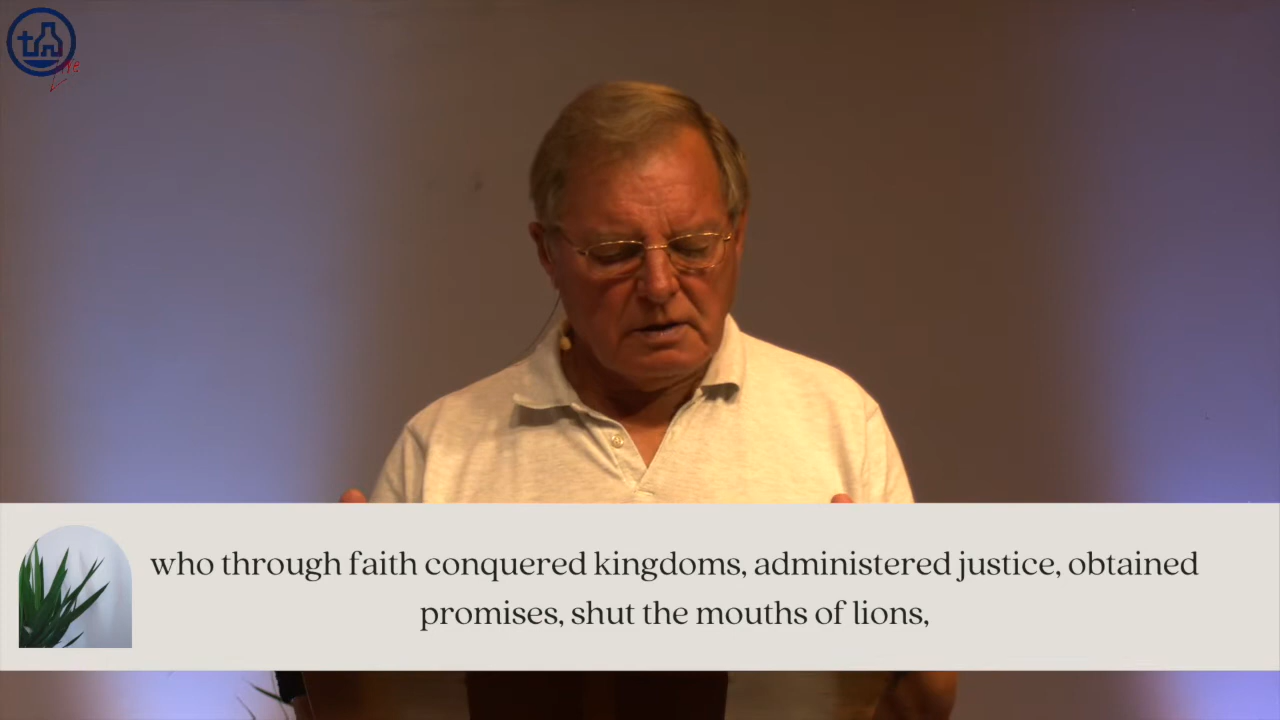 who through faith conquered kingdoms, administered justice, obtained
promises, shut the mouths of lions,